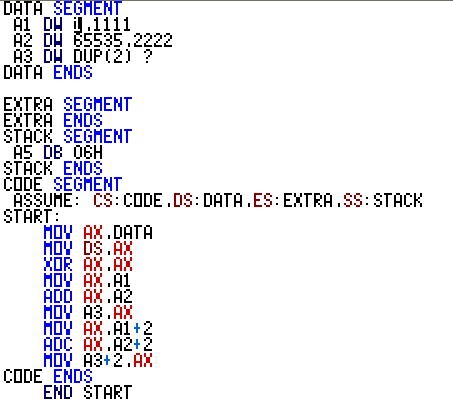 DATA SEGMENT
A1 DW ,1111
A2 DW 65535,2222
A3 DW DUP(2) ?
DATA ENDS
EXTRA SEGMENT
EXTRA ENDS
STACK SEGMENT
A5 DB 06H
STACK ENDS
CODE SEGMENT
ASSUME: CS:CODE,DS:DATA,ES:EXTRA,SS:STACK
START:
MOV AX,DATA
MOV DS,AX
XOR AX,AX
MOV AX,A1
ADD AX,A2
MOV A3,AX
MOV AX,A1+2
ADC AX,A2+2
MOV A3+2,AX
CODE ENDS
END START